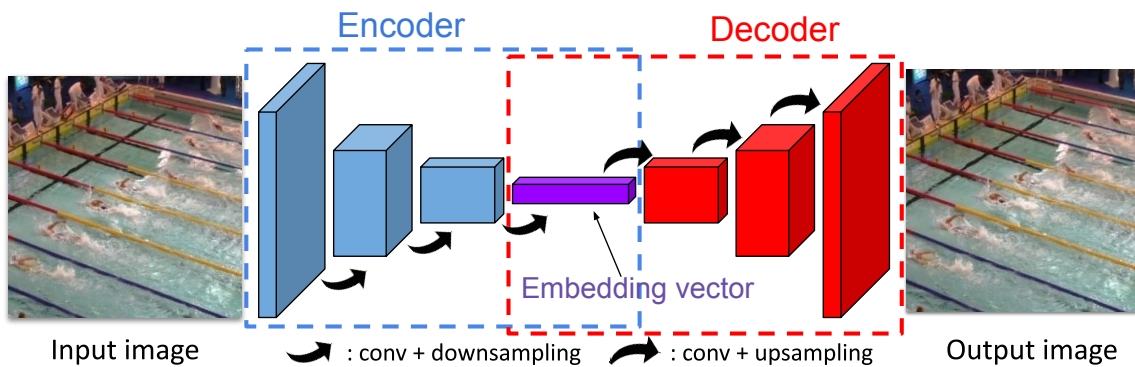 Encoder
Decoder
Embedding vector
Input image
: conv + downsampling
: conv + upsampling
Output image